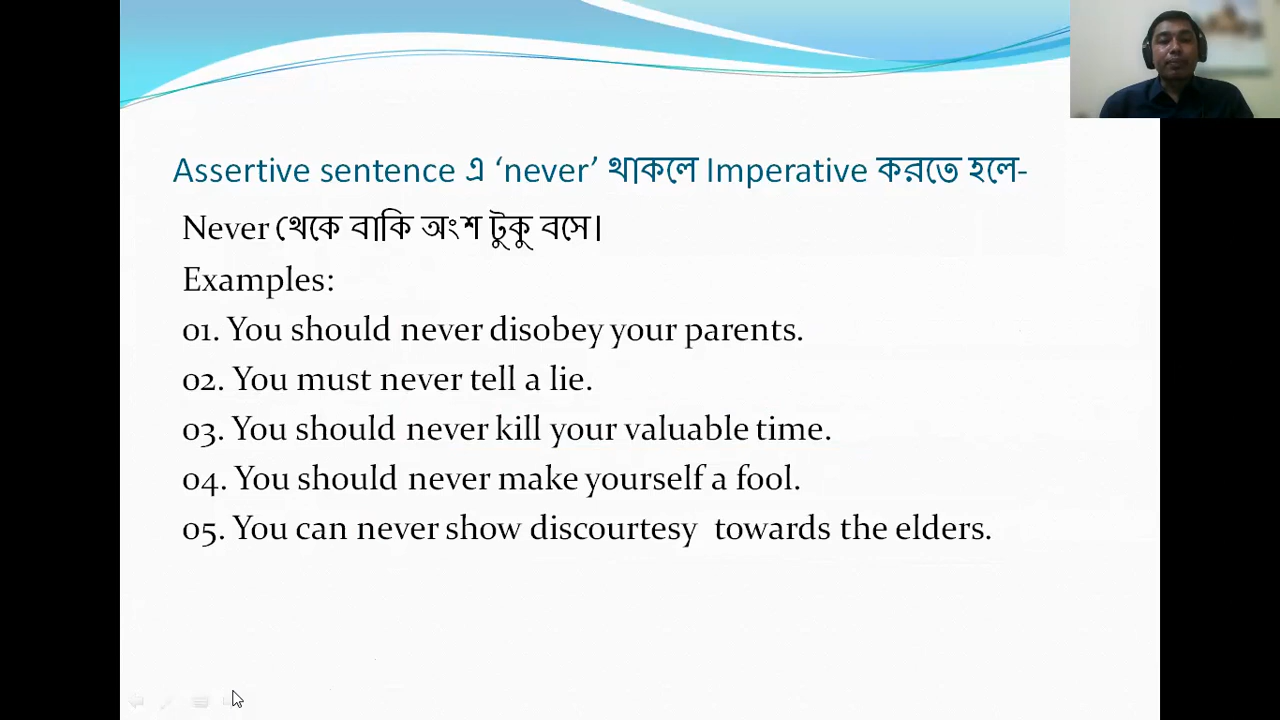 Assertive sentence এ ‘never’ থাকলে Imperative করতে হলে-
Never থেকে বাকি অংশ টুকু বসে।
Examples:
01. You should never disobey your parents.
02. You must never tell a lie.
03. You should never kill your valuable time.
04. You should never make yourself a fool.
05. You can never show discourtesy towards the elders.